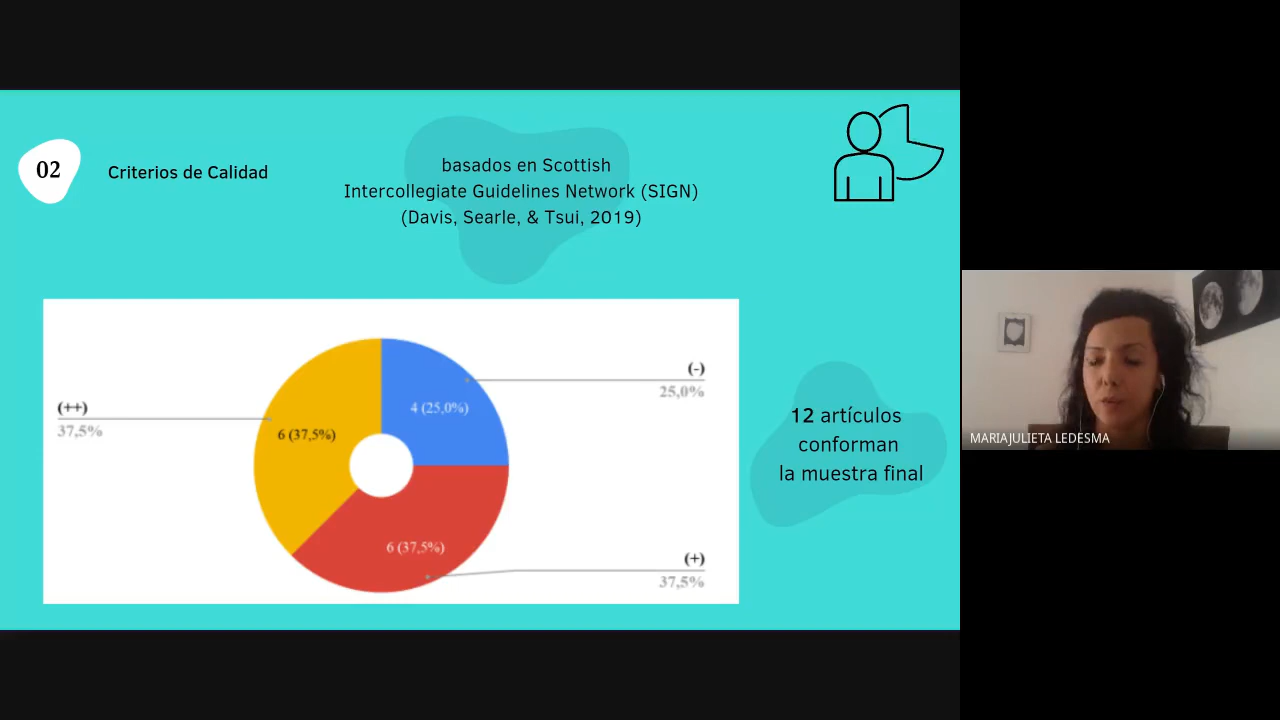 02
Criterios de Calidad
basados en Scottish
Intercollegiate Guidelines Network (SIGN)
(Davis, Searle, & Tsui, 2019)
(-)
25,0%
4 (25,0%)
(++)
37,5%
6 (37,5%)
6 (37,5%)
(+)
37,5%
12 artículos
conforman
la muestra final
MARIAJULIETA LEDESMA